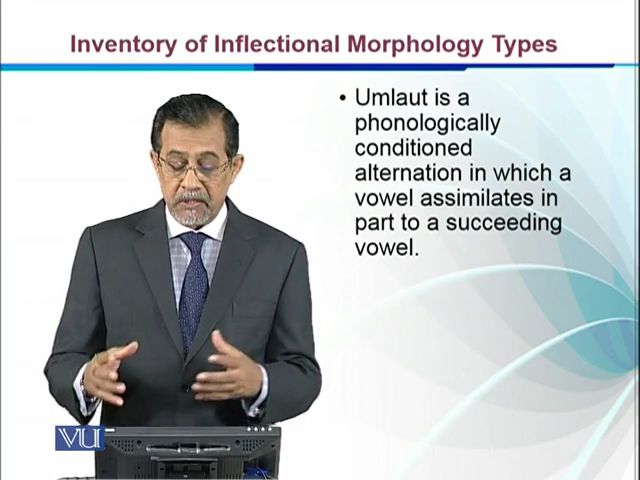 Inventory of Inflectional Morphology Types
• Umlaut is a
phonologically
conditioned
alternation in which a
vowel assimilates in
part to a succeeding
vowel.
VU